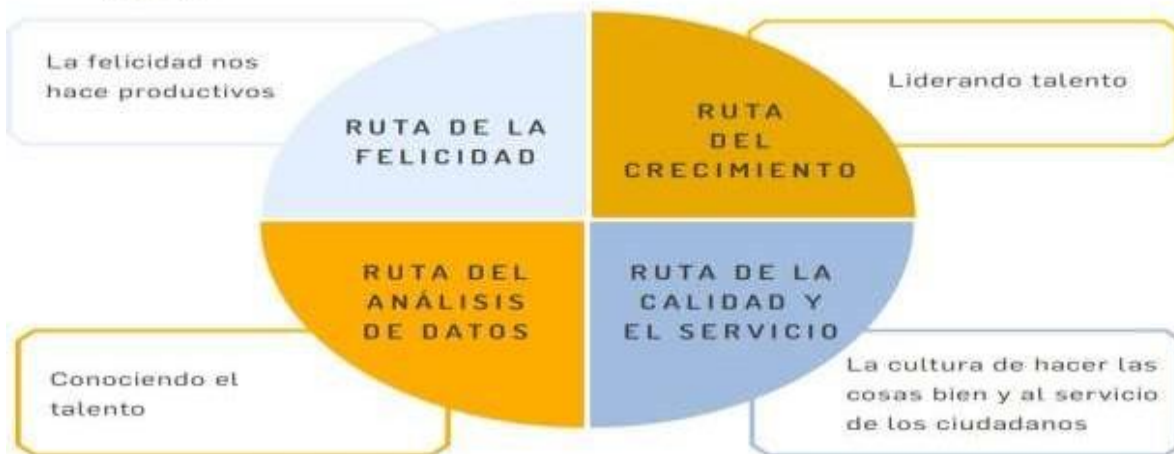 La felicidad nos
hace productivos
RUTA DE LA
FELICIDAD
RUTA
DEL
CRECIMIENTO
Liderando talento
RUTA DEL
ANÁLISIS
DE DATOS
Conociendo el
talento
RUTA DE LA
CALIDAD Y
EL SERVICIO
La cultura de hacer las
cosas bien y al servicio
de los ciudadanos